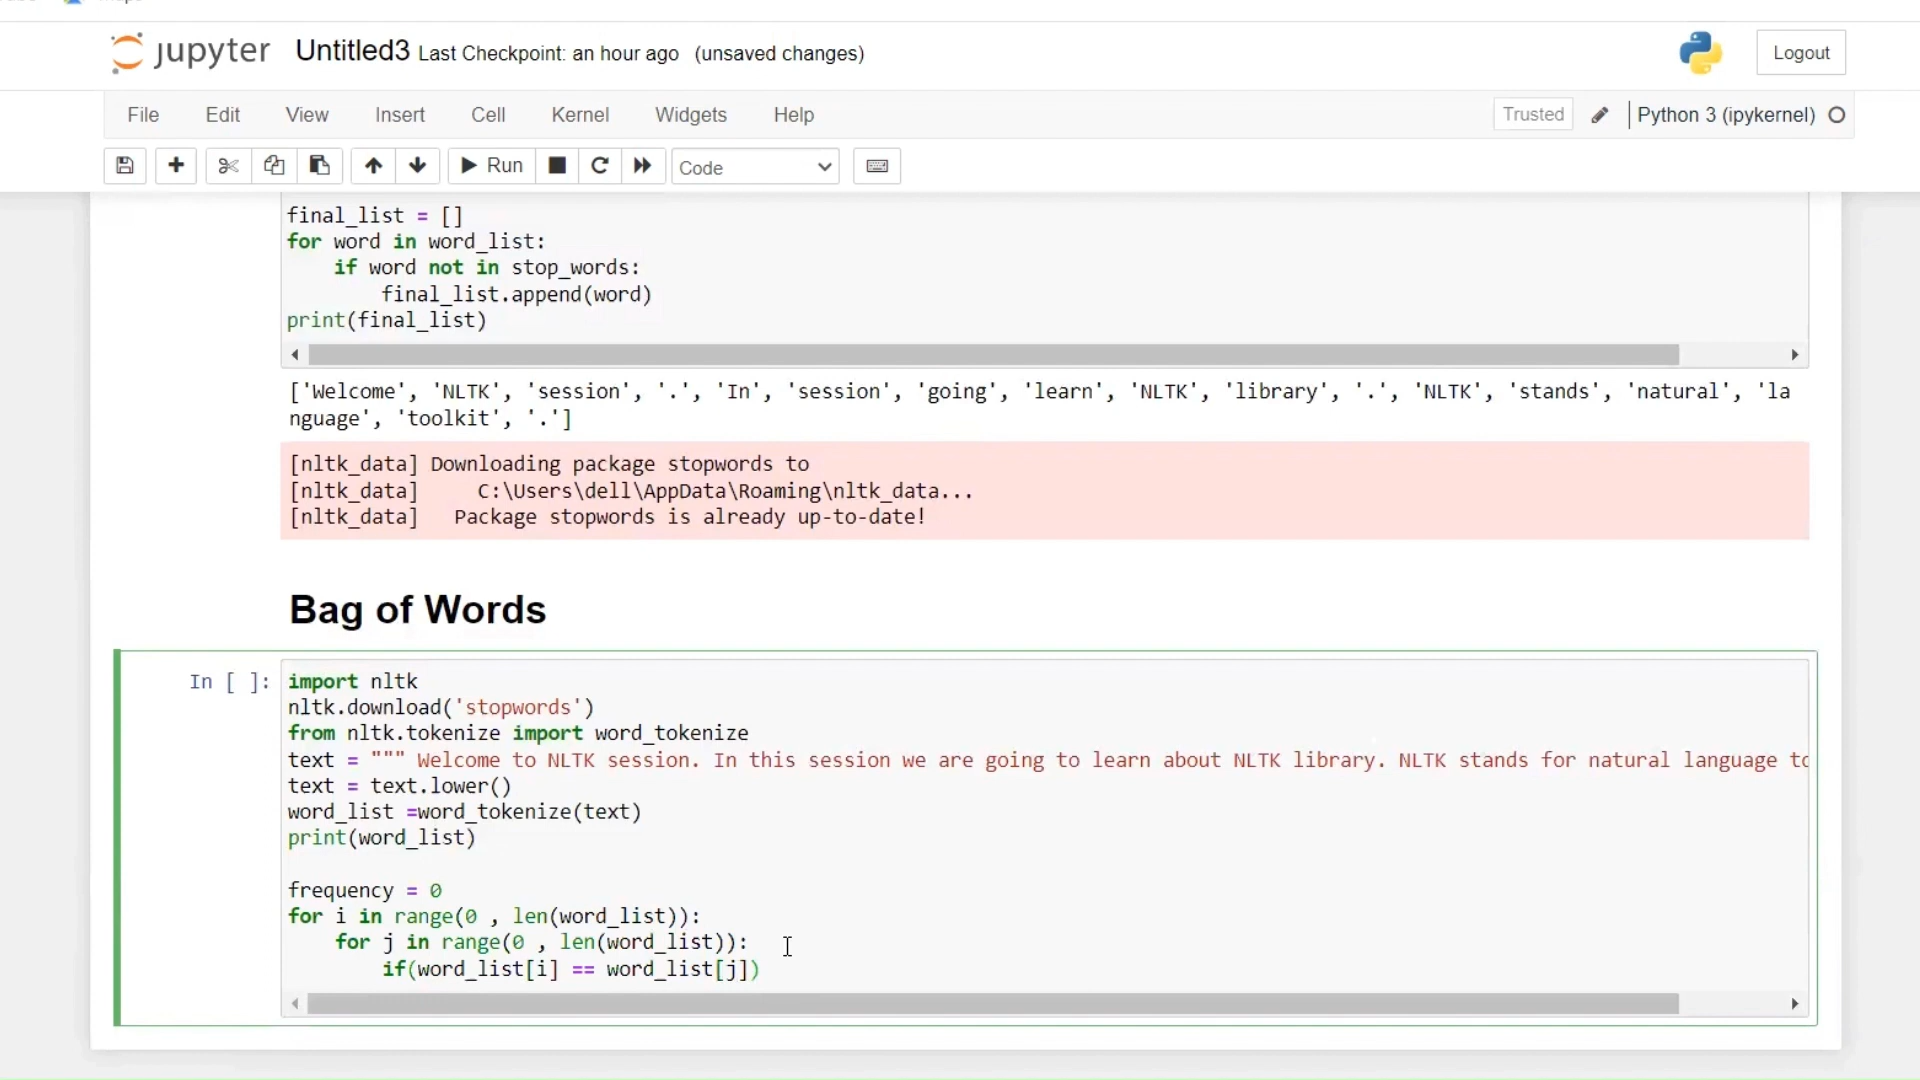 jupyter Untitled3 Last Checkpoint: an hour ago (unsaved changes) Logout
File Edit View Insert Cell Kernel Widgets Help Trusted Python 3 (ipykernel)
Run Code
final_list = []
for word in word_list:
    if word not in stop_words:
        final_list.append(word)
print(final_list)
['Welcome', 'NLTK', 'session', '.', 'In', 'session', 'going', 'learn', 'NLTK', 'library', '.', 'NLTK', 'stands', 'natural', 'la
nguage', 'toolkit', '.']
[nltk_data] Downloading package stopwords to
[nltk_data]     C:\Users\dell\AppData\Roaming\nltk_data...
[nltk_data]   Package stopwords is already up-to-date!
Bag of Words
In [ ]: import nltk
nltk.download('stopwords')
from nltk.tokenize import word_tokenize
text = """ Welcome to NLTK session. In this session we are going to learn about NLTK library. NLTK stands for natural language to
text = text.lower()
word_list =word_tokenize(text)
print(word_list)
frequency = 0
for i in range(0 , len(word_list)):
    for j in range(0 , len(word_list)):
        if(word_list[i] == word_list[j])